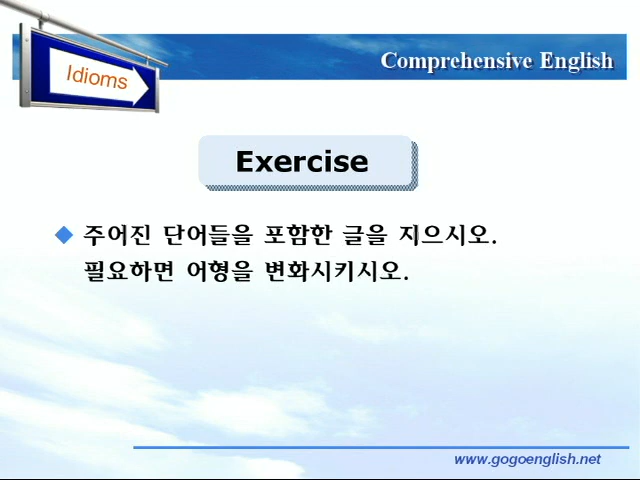 Idioms
Comprehensive English
Exercise
주어진 단어들을 포함한 글을 지으시오.
필요하면 어형을 변화시키시오.
www.gogoenglish.net